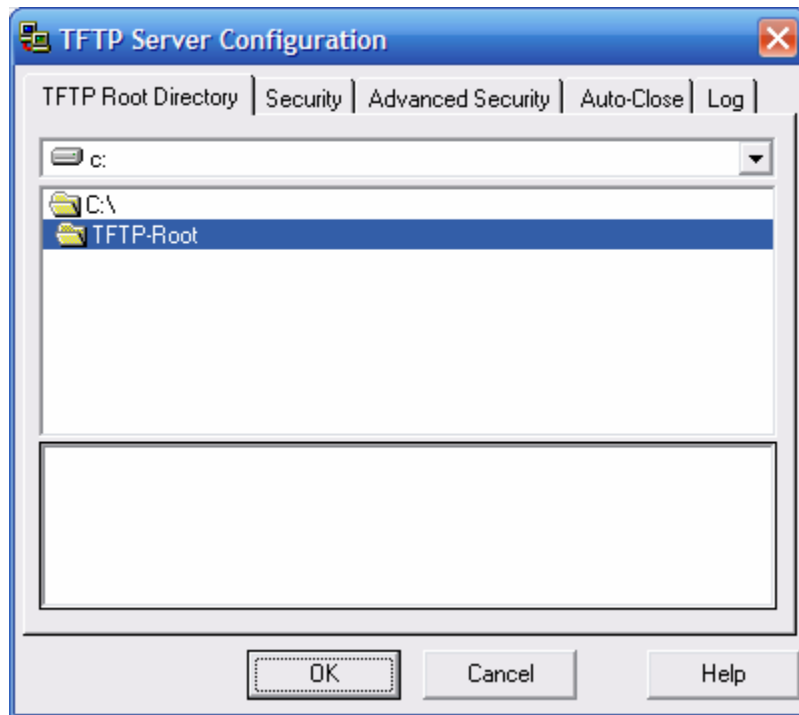 TFTP Server Configuration
TFTP Root Directory Security Advanced Security Auto-Close Log
c:
C:\
TFTP-Root
OK Cancel Help